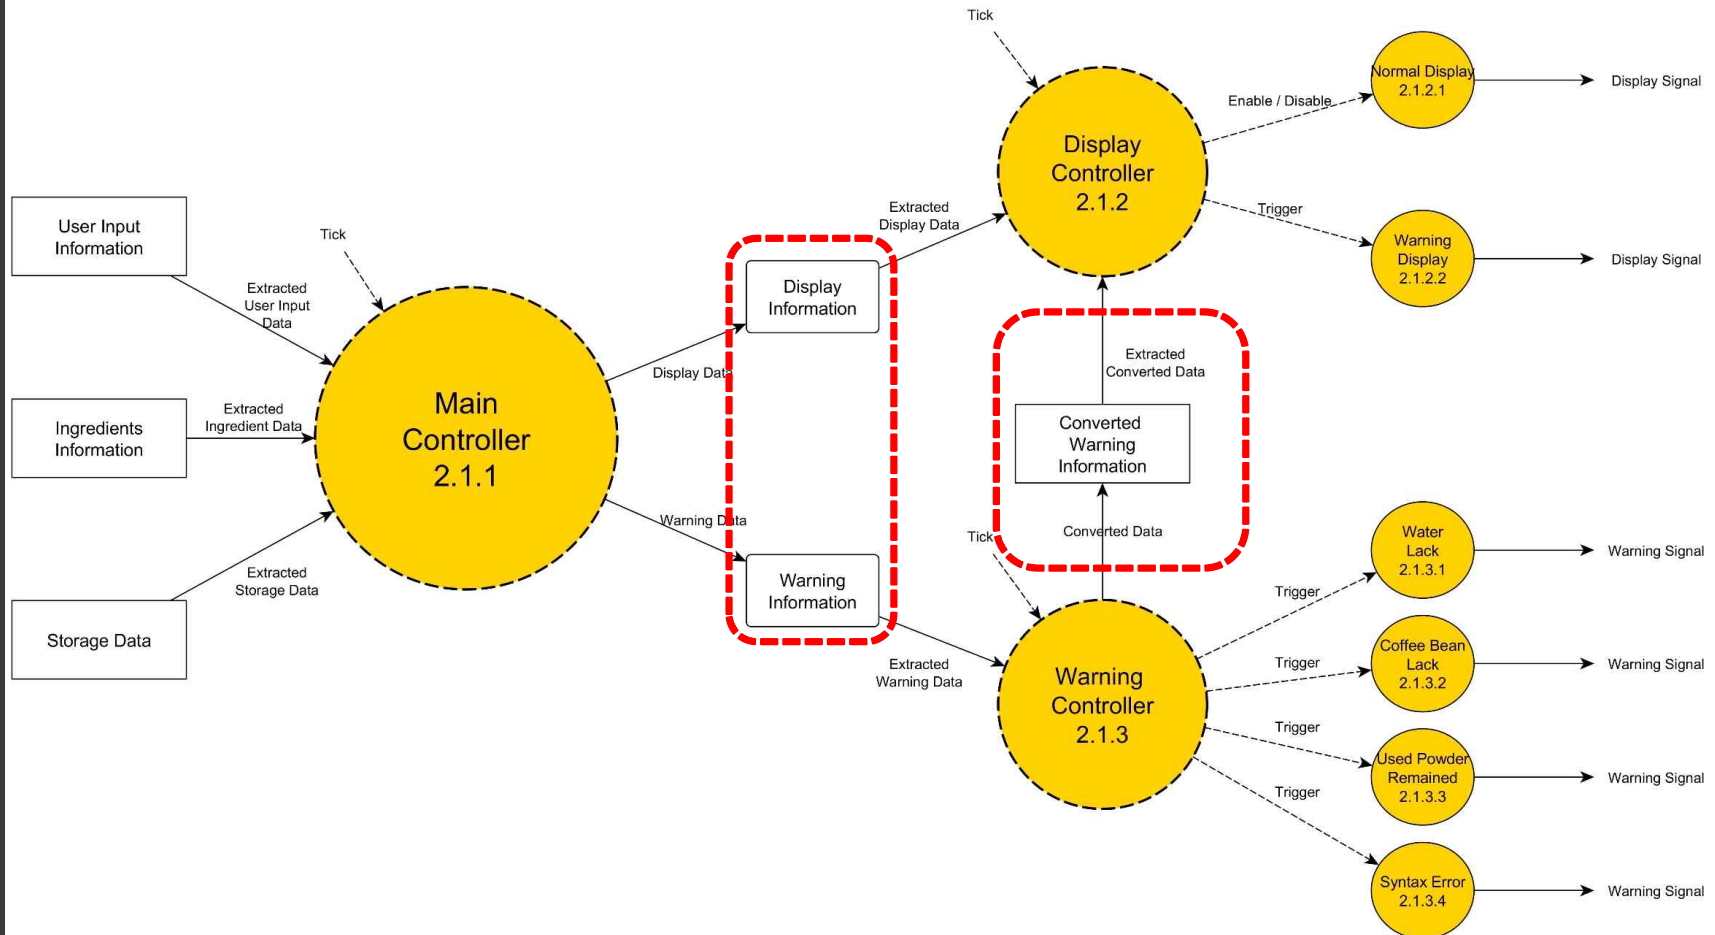 Tick
Normal Display
2.1.2.1
Display Signal
Enable / Disable
Display
Controller
2.1.2
Trigger
Warning
Display
2.1.2.2
Display Signal
User Input
Information
Tick
Extracted
User Input
Data
Extracted
Display Data
Display
Information
Display Data
Extracted
Converted Data
Main
Controller
2.1.1
Ingredients
Information
Extracted
Ingredient Data
Converted
Warning
Information
Converted Data
Warning Data
Tick
Extracted
Storage Data
Storage Data
Warning
Information
Extracted
Warning Data
Warning
Controller
2.1.3
Trigger
Water
Lack
2.1.3.1
Warning Signal
Trigger
Coffee Bean
Lack
2.1.3.2
Warning Signal
Trigger
Used Powder
Remained
2.1.3.3
Warning Signal
Trigger
Syntax Error
2.1.3.4
Warning Signal